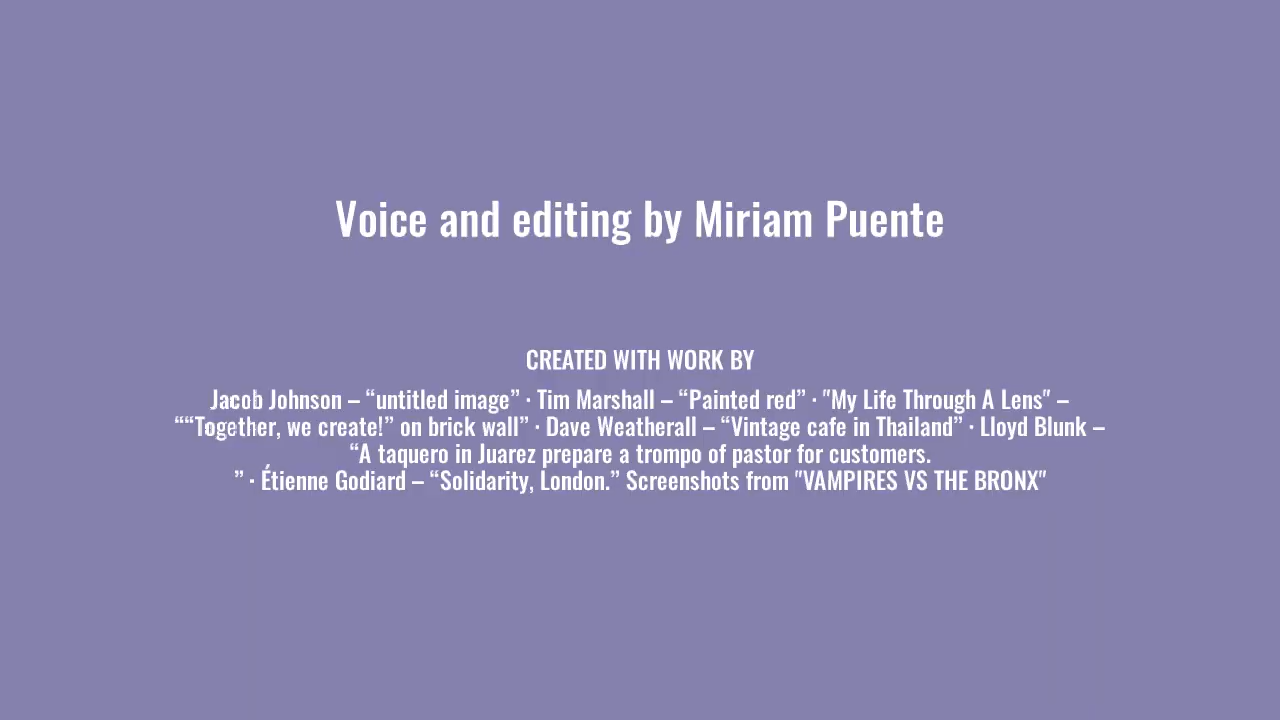 Voice and editing by Miriam Puente
CREATED WITH WORK BY
Jacob Johnson – “untitled image” · Tim Marshall – “Painted red” · "My Life Through A Lens" –
““Together, we create!” on brick wall” · Dave Weatherall – “Vintage cafe in Thailand” · Lloyd Blunk –
“A taquero in Juarez prepare a trompo of pastor for customers.
” · Étienne Godiard – “Solidarity, London.” Screenshots from "VAMPIRES VS THE BRONX"